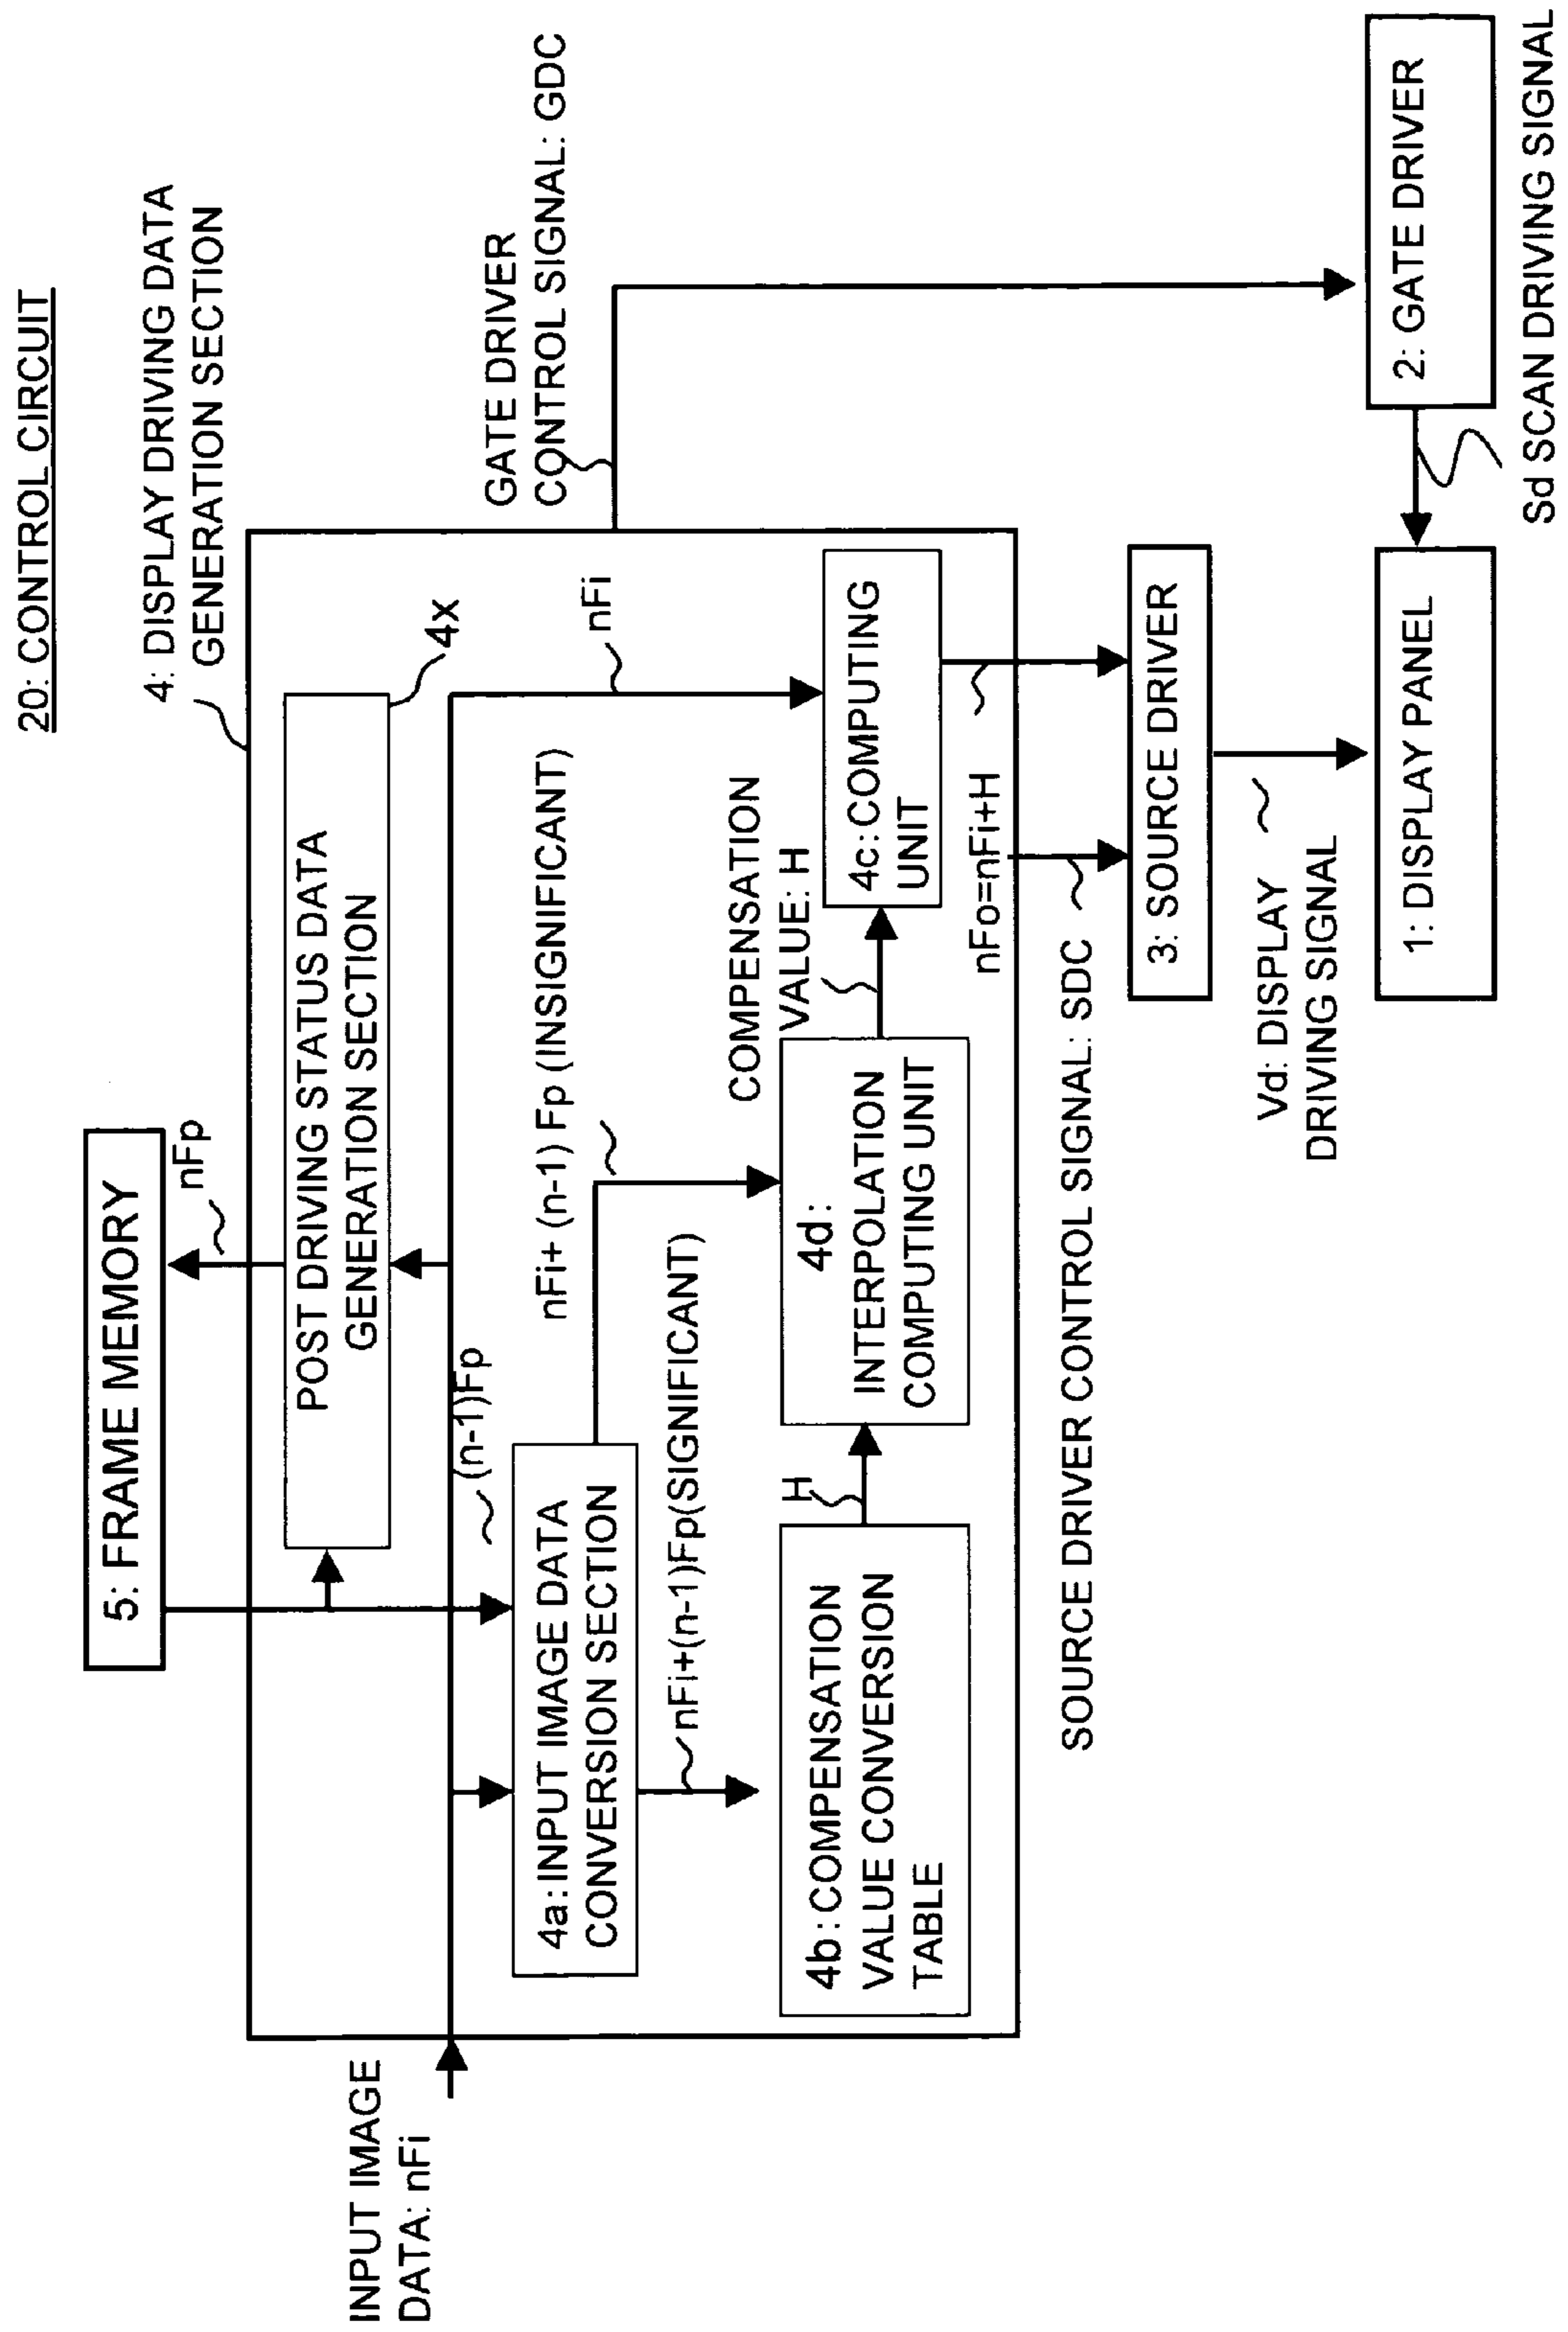 20: CONTROL CIRCUIT
4: DISPLAY DRIVING DATA
GENERATION SECTION
5: FRAME MEMORY
nFp
POST DRIVING STATUS DATA
GENERATION SECTION
4x
INPUT IMAGE
DATA: nFi
(n-1)Fp
nFi
GATE DRIVER
CONTROL SIGNAL: GDC
4a:INPUT IMAGE DATA
CONVERSION SECTION
nFi+ (n-1) Fp (INSIGNIFICANT)
nFi+(n-1)Fp(SIGNIFICANT)
COMPENSATION
VALUE: H
4b:COMPENSATION
VALUE CONVERSION
TABLE
H
4d:
INTERPOLATION
COMPUTING UNIT
4c:COMPUTING
UNIT
nFo=nFi+H
SOURCE DRIVER CONTROL SIGNAL: SDC
3: SOURCE DRIVER
Vd: DISPLAY
DRIVING SIGNAL
1: DISPLAY PANEL
2: GATE DRIVER
Sd SCAN DRIVING SIGNAL